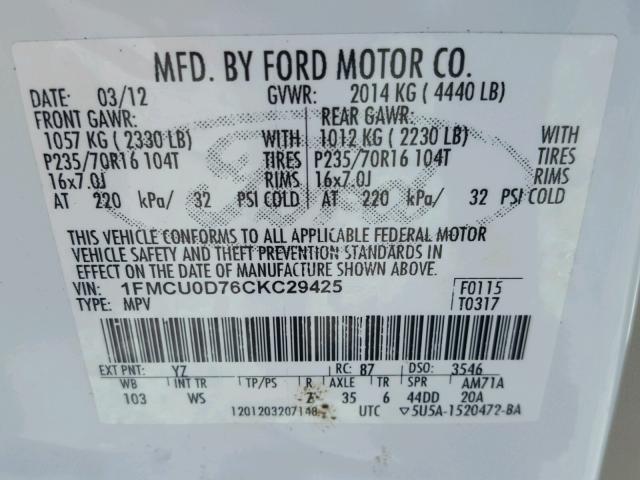 MFD. BY FORD MOTOR CO.
DATE: 03/12 GVWR: 2014 KG ( 4440 LB)
FRONT GAWR: REAR GAWR:
1057 KG ( 2330 LB) WITH 1012 KG ( 2230 LB) WITH
P235/70R16 104T TIRES P235/70R16 104T TIRES
16x7.0J RIMS 16x7.0J RIMS
AT 220 kPa/ 32 PSI COLD AT 220 kPa/ 32 PSI COLD
Ford
THIS VEHICLE CONFORMS TO ALL APPLICABLE FEDERAL MOTOR
VEHICLE SAFETY AND THEFT PREVENTION STANDARDS IN
EFFECT ON THE DATE OF MANUFACTURE SHOWN ABOVE.
VIN: 1FMCU0D76CKC29425 F0115
TYPE: MPV T0317
EXT PNT: YZ RC: 87 DSO: 3546
WB INT TR TP/PS R AXLE TR SPR AM71A
103 WS 35 6 44DD 20A
UTC ▽5U5A-1520472-BA